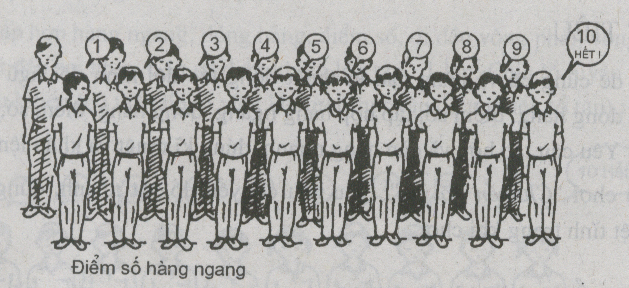 1 2 3 4 5 6 7 8 9 10
HẾT !
Điểm số hàng ngang